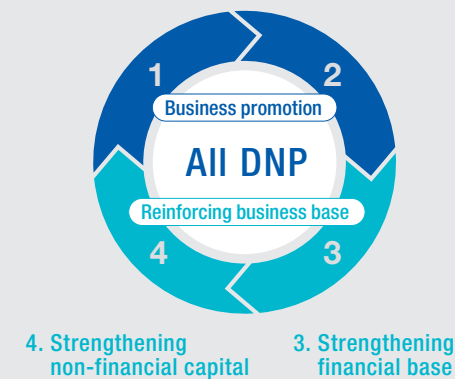 1
2
Business promotion
All DNP
Reinforcing business base
4
3
4. Strengthening
non-financial capital
3. Strengthening
financial base